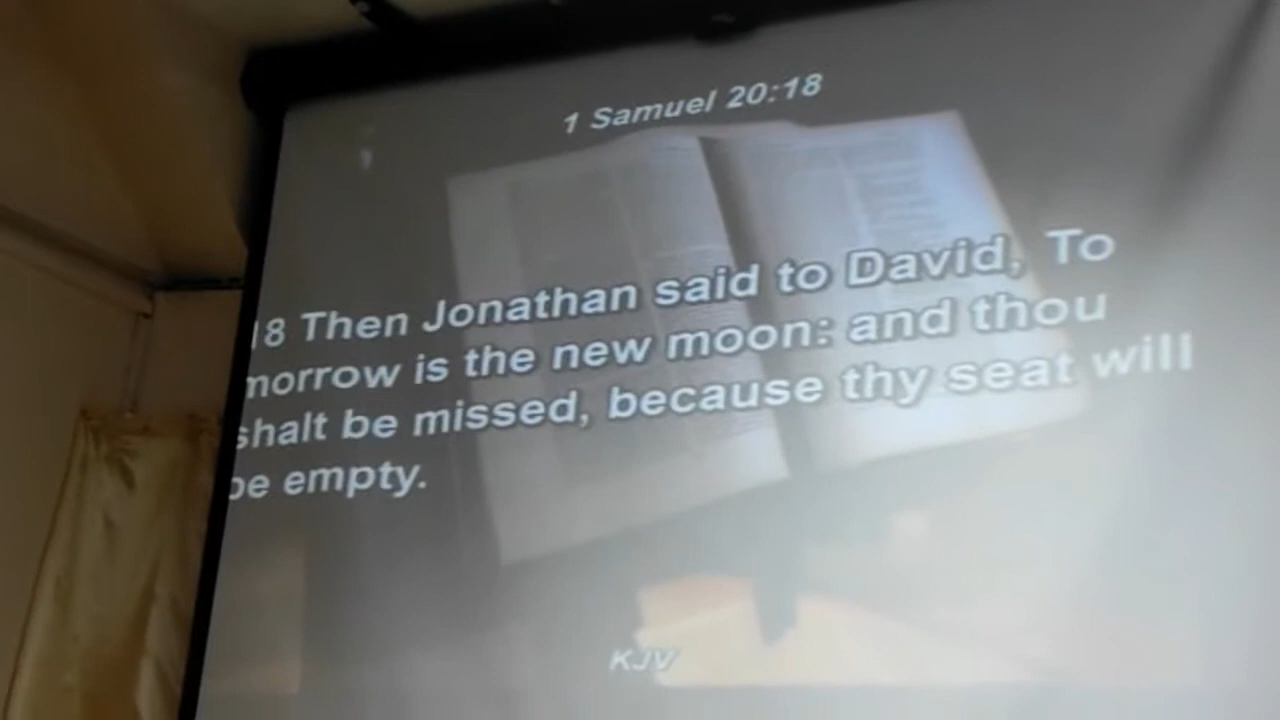 1 Samuel 20:18
18 Then Jonathan said to David, To
morrow is the new moon: and thou
shalt be missed, because thy seat will
be empty.
KJV